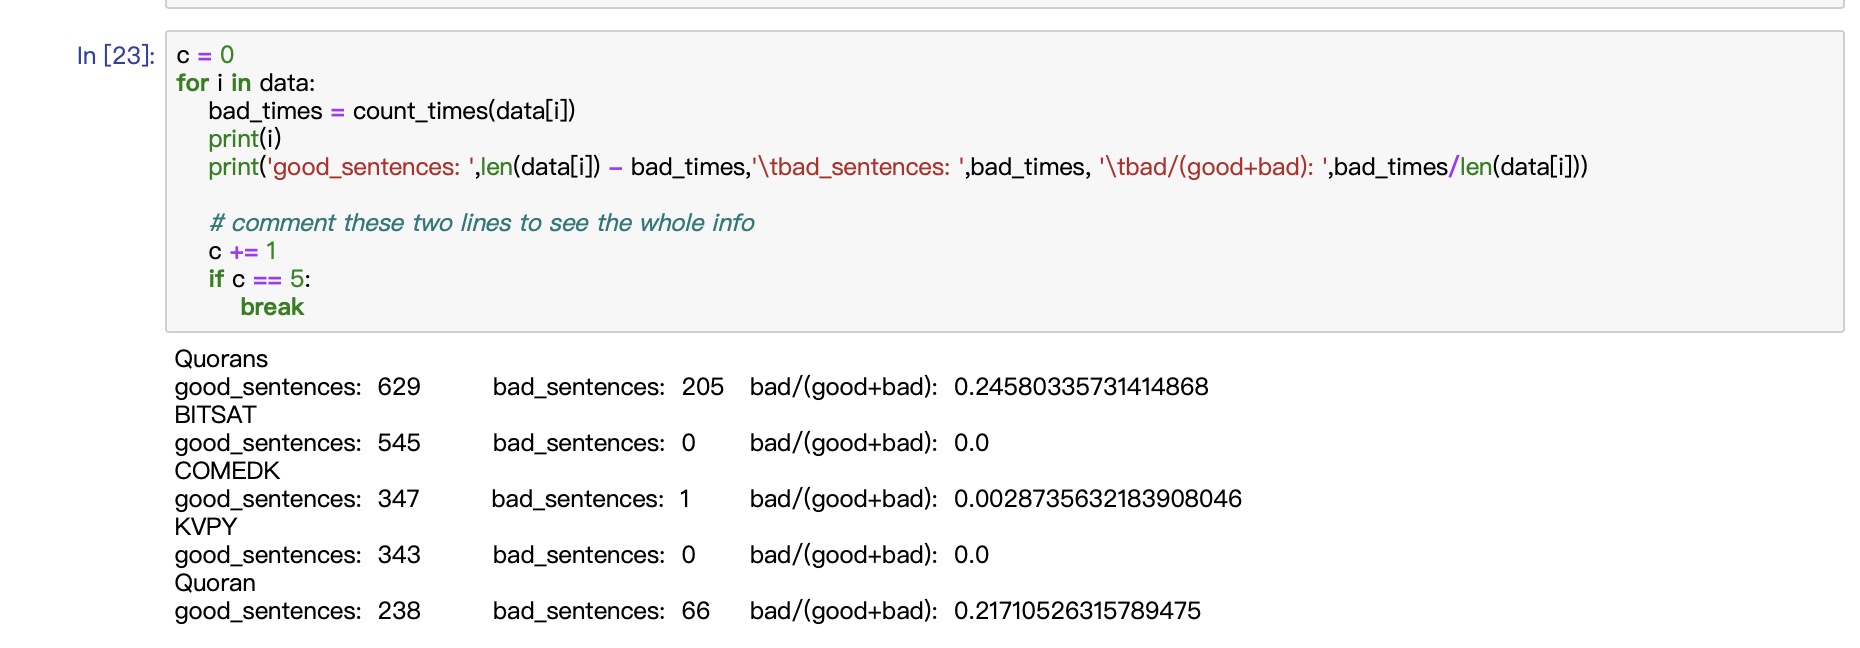 In [23]:
c = 0
for i in data:
    bad_times = count_times(data[i])
    print(i)
    print('good_sentences: ',len(data[i]) - bad_times,'\tbad_sentences: ',bad_times, '\tbad/(good+bad): ',bad_times/len(data[i]))
    # comment these two lines to see the whole info
    c += 1
    if c == 5:
        break
Quorans
good_sentences:  629 	bad_sentences:  205 	bad/(good+bad):  0.24580335731414868
BITSAT
good_sentences:  545 	bad_sentences:  0 	bad/(good+bad):  0.0
COMEDK
good_sentences:  347 	bad_sentences:  1 	bad/(good+bad):  0.0028735632183908046
KVPY
good_sentences:  343 	bad_sentences:  0 	bad/(good+bad):  0.0
Quoran
good_sentences:  238 	bad_sentences:  66 	bad/(good+bad):  0.21710526315789475